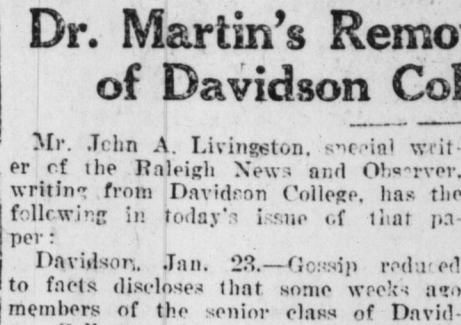 Dr. Martin's Remo
of Davidson Col
Mr. John A. Livingston, special writ-
er of the Raleigh News and Observer,
writing from Davidson College, has the
following in today's issue of that pa-
per:
Davidson, Jan. 23.—Gossip reduced
to facts discloses that some weeks ago
members of the senior class of David-